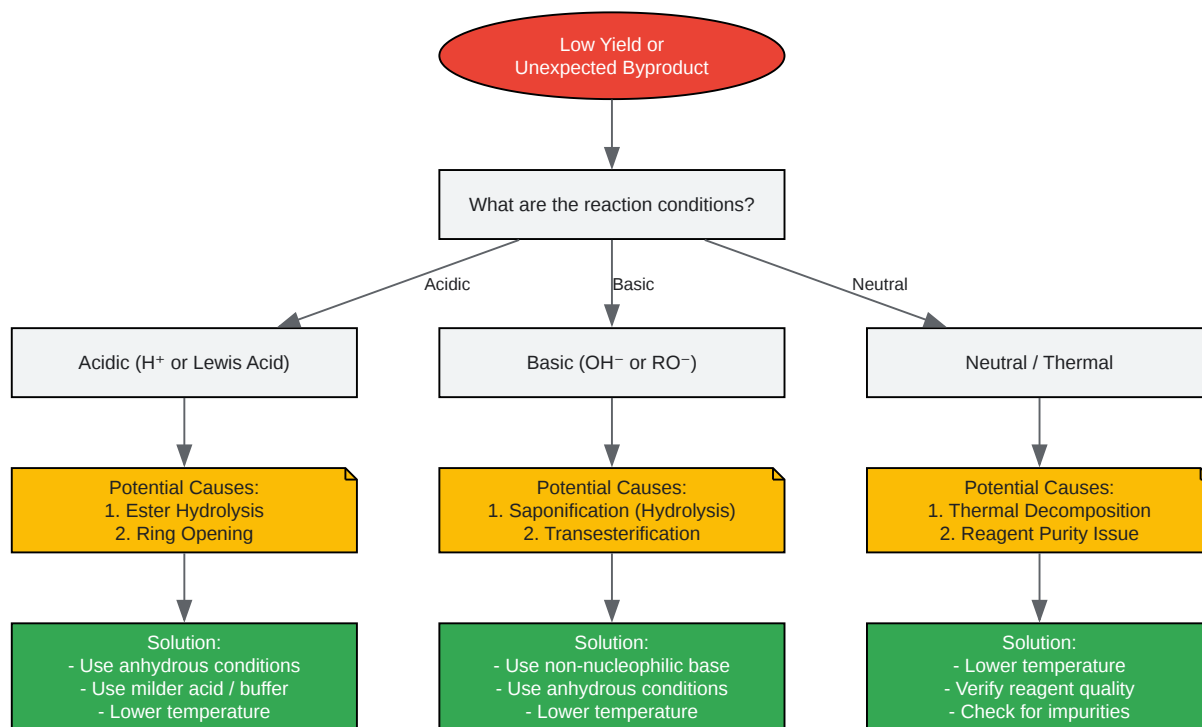 Low Yield or
Unexpected Byproduct
What are the reaction conditions?
Acidic
Basic
Neutral
Acidic (H⁺ or Lewis Acid)
Basic (OH⁻ or RO⁻)
Neutral / Thermal
Potential Causes:
1. Ester Hydrolysis
2. Ring Opening
Potential Causes:
1. Saponification (Hydrolysis)
2. Transesterification
Potential Causes:
1. Thermal Decomposition
2. Reagent Purity Issue
Solution:
- Use anhydrous conditions
- Use milder acid / buffer
- Lower temperature
Solution:
- Use non-nucleophilic base
- Use anhydrous conditions
- Lower temperature
Solution:
- Lower temperature
- Verify reagent quality
- Check for impurities